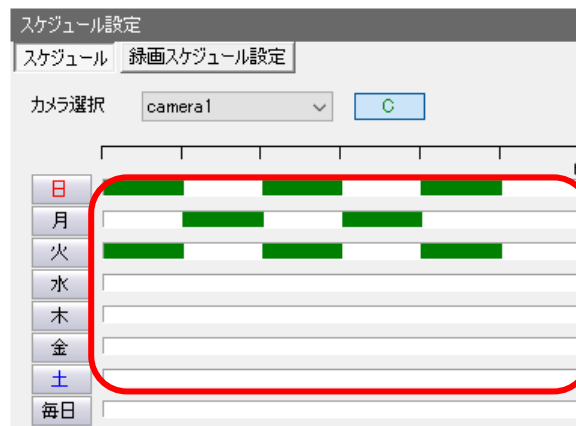 スケジュール設定
スケジュール 録画スケジュール設定
カメラ選択 camera1 C
日
月
火
水
木
金
土
毎日